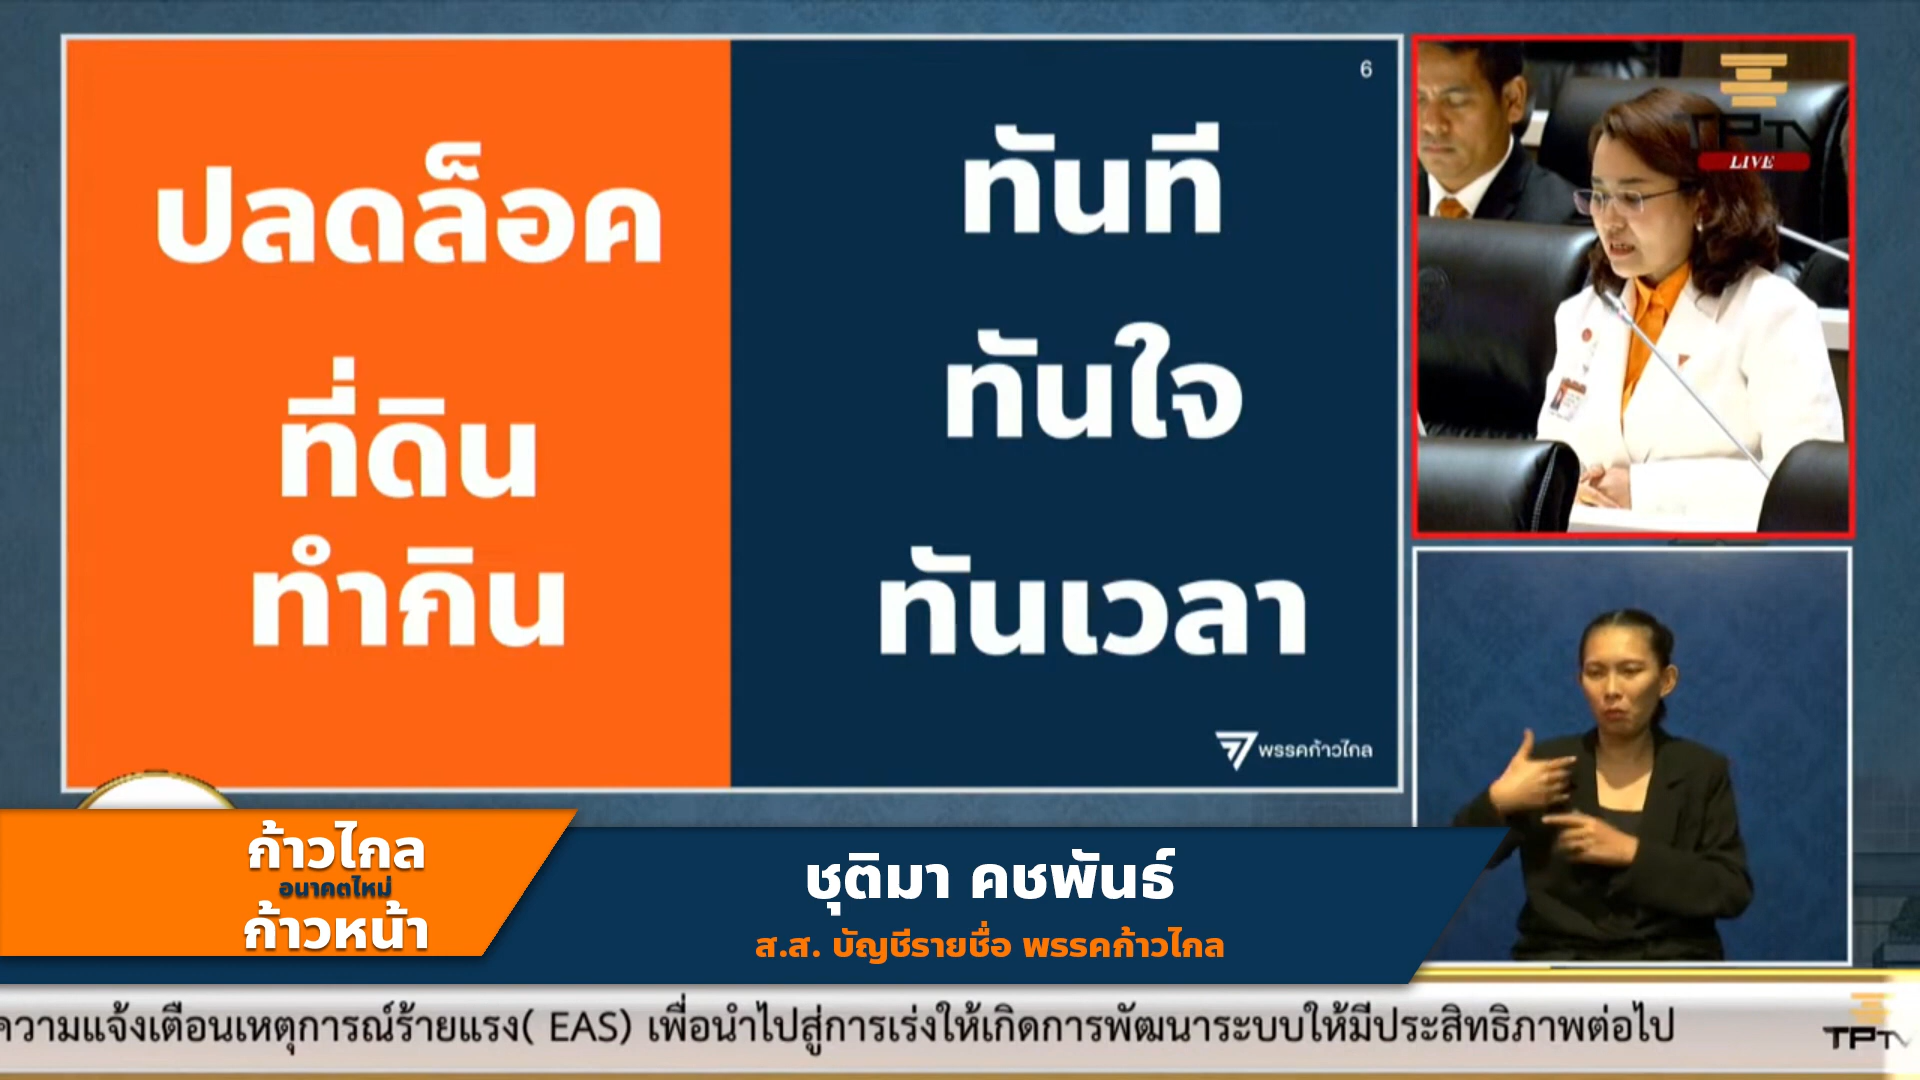 6
ปลดล็อค
ที่ดิน
ทำกิน
ทันที
ทันใจ
ทันเวลา
พรรคก้าวไกล
TPTV
LIVE
ก้าวไกล
อนาคตใหม่
ก้าวหน้า
ชุติมา คชพันธ์
ส.ส. บัญชีรายชื่อ พรรคก้าวไกล
ความแจ้งเตือนเหตุการณ์ร้ายแรง( EAS) เพื่อนำไปสู่การเร่งให้เกิดการพัฒนาระบบให้มีประสิทธิภาพต่อไป
TPTV